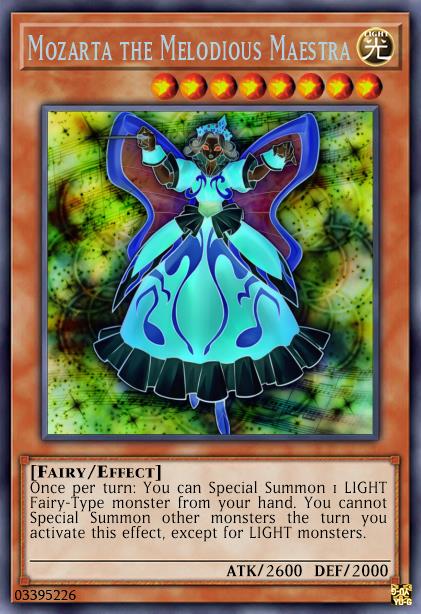 Mozarta the Melodious Maestra
LIGHT
光
[Fairy/Effect]
Once per turn: You can Special Summon 1 LIGHT
Fairy-Type monster from your hand. You cannot
Special Summon other monsters the turn you
activate this effect, except for LIGHT monsters.
ATK/2600 DEF/2000
03395226